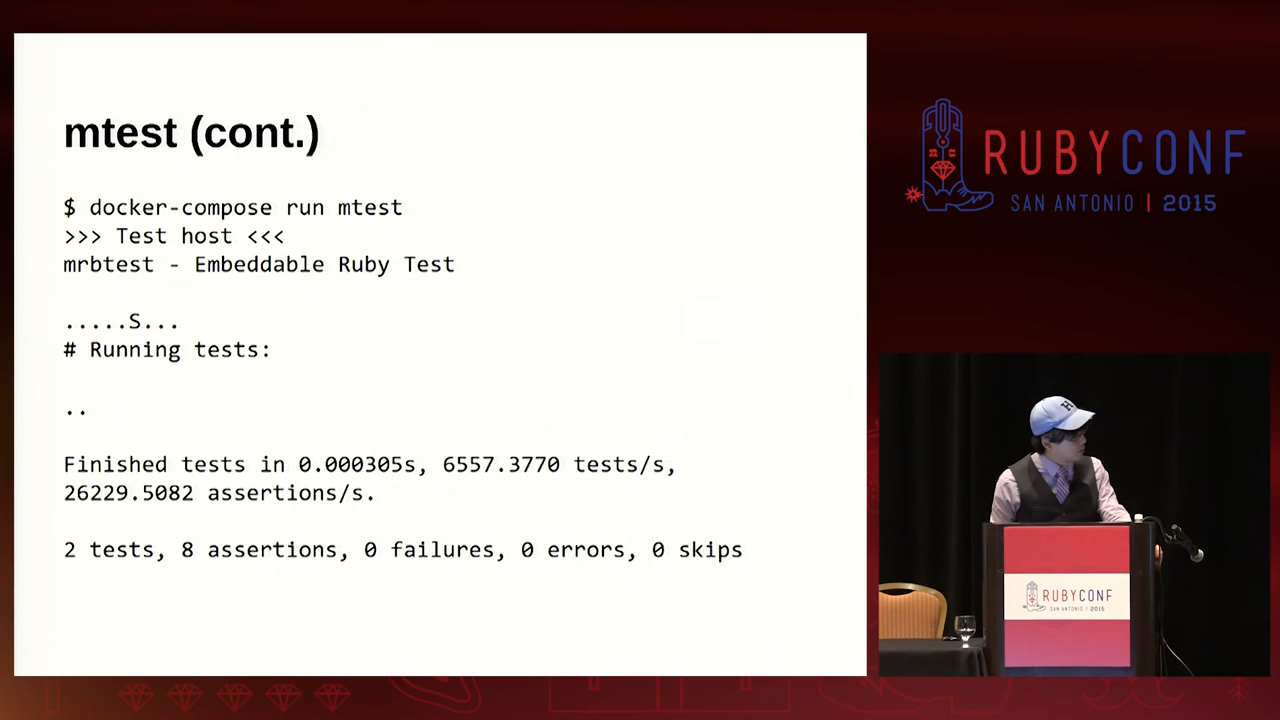 mtest (cont.)
$ docker-compose run mtest
>>> Test host <<<
mrbtest - Embeddable Ruby Test
.....S...
# Running tests:
..
Finished tests in 0.000305s, 6557.3770 tests/s,
26229.5082 assertions/s.
2 tests, 8 assertions, 0 failures, 0 errors, 0 skips
RUBYCONF
SAN ANTONIO | 2015
H
RUBYCONF
SAN ANTONIO | 2015